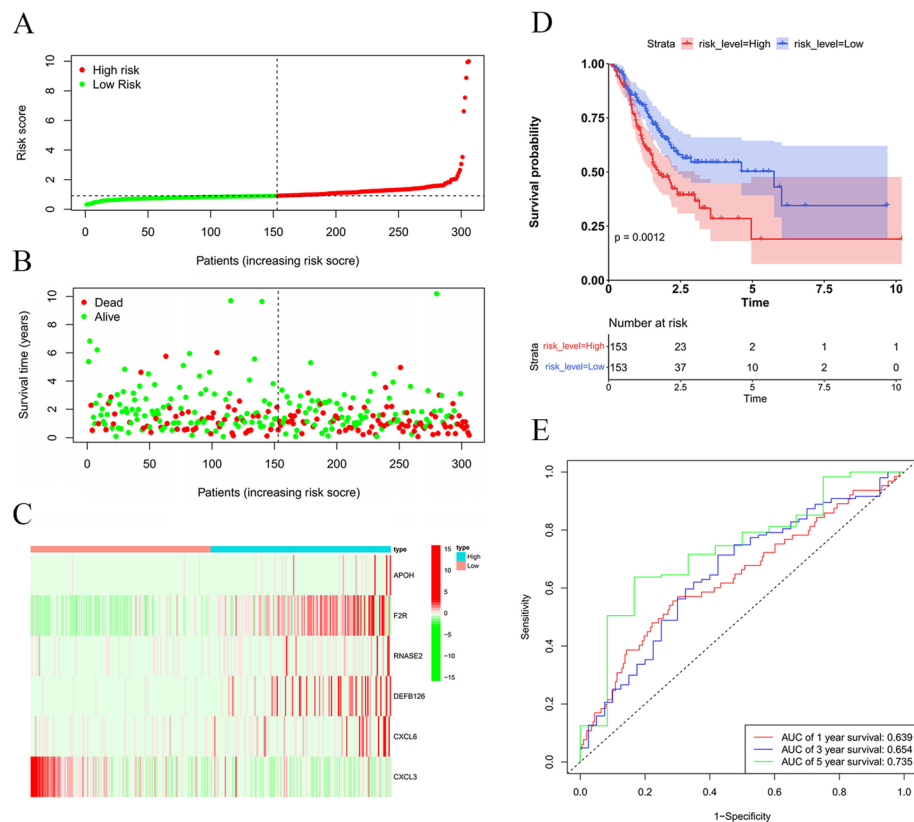 A
10
8
6
4
2
0
Risk score
High risk
Low Risk
0 50 100 150 200 250 300
Patients (increasing risk socre)
B
10
8
6
4
2
0
Survival time (years)
Dead
Alive
0 50 100 150 200 250 300
Patients (increasing risk socre)
C
type
APOH
F2R
RNASE2
DEFB126
CXCL6
CXCL3
15
10
5
0
−5
−10
−15
type
High
Low
D
Strata risk_level=High risk_level=Low
1.00
0.75
0.50
0.25
0.00
Survival probability
p = 0.0012
0 2.5 5 7.5 10
Time
Number at risk
Strata
risk_level=High 153 23 2 1 1
risk_level=Low 153 37 10 2 0
0 2.5 5 7.5 10
Time
E
1.0
0.8
0.6
0.4
0.2
0.0
Sensitivity
AUC of 1 year survival: 0.639
AUC of 3 year survival: 0.654
AUC of 5 year survival: 0.735
0.0 0.2 0.4 0.6 0.8 1.0
1−Specificity